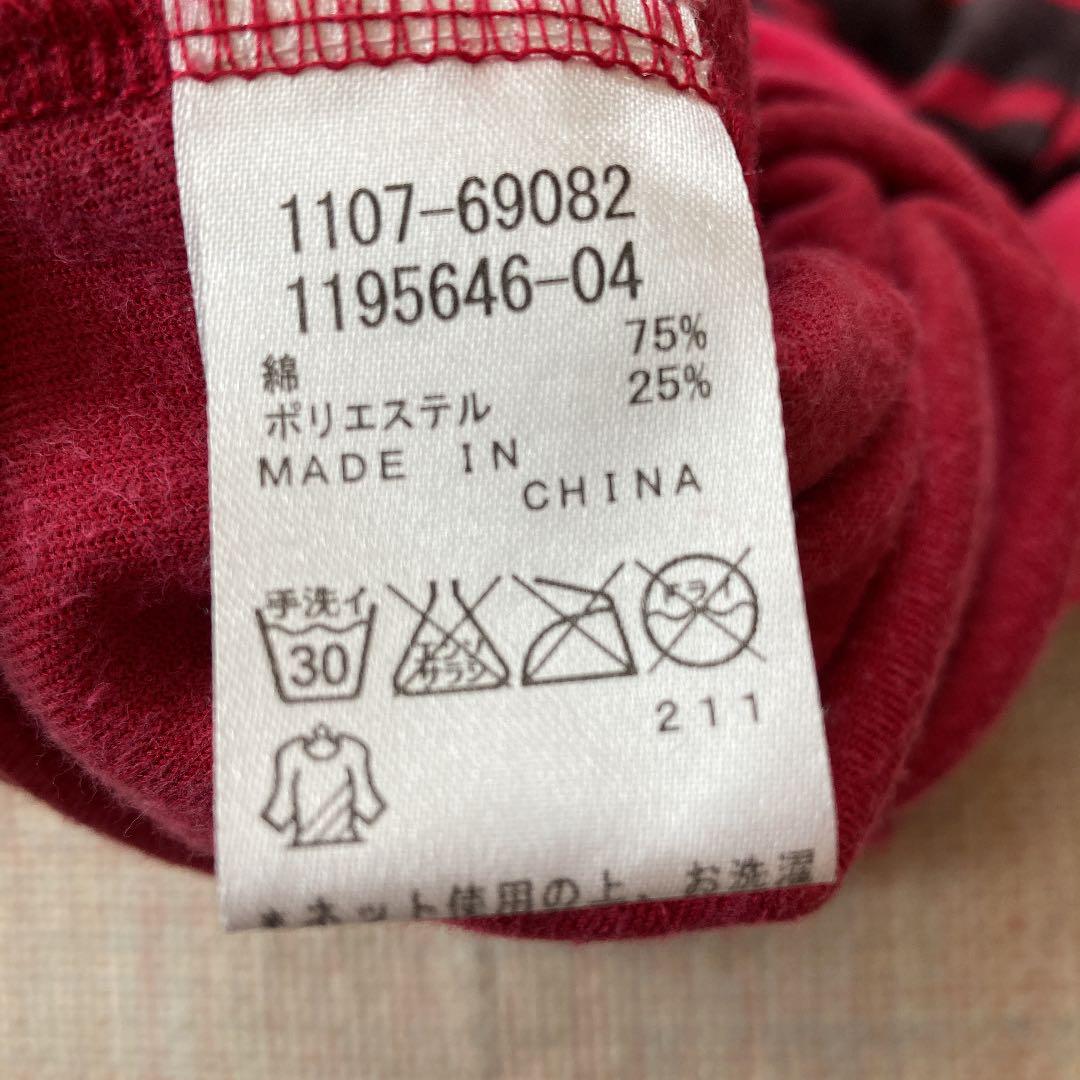 1107-69082
1195646-04
綿 75%
ポリエステル 25%
MADE IN
CHINA
手洗イ
30
エンソ
サラシ
ドライ
211
*ネット使用の上、お洗濯